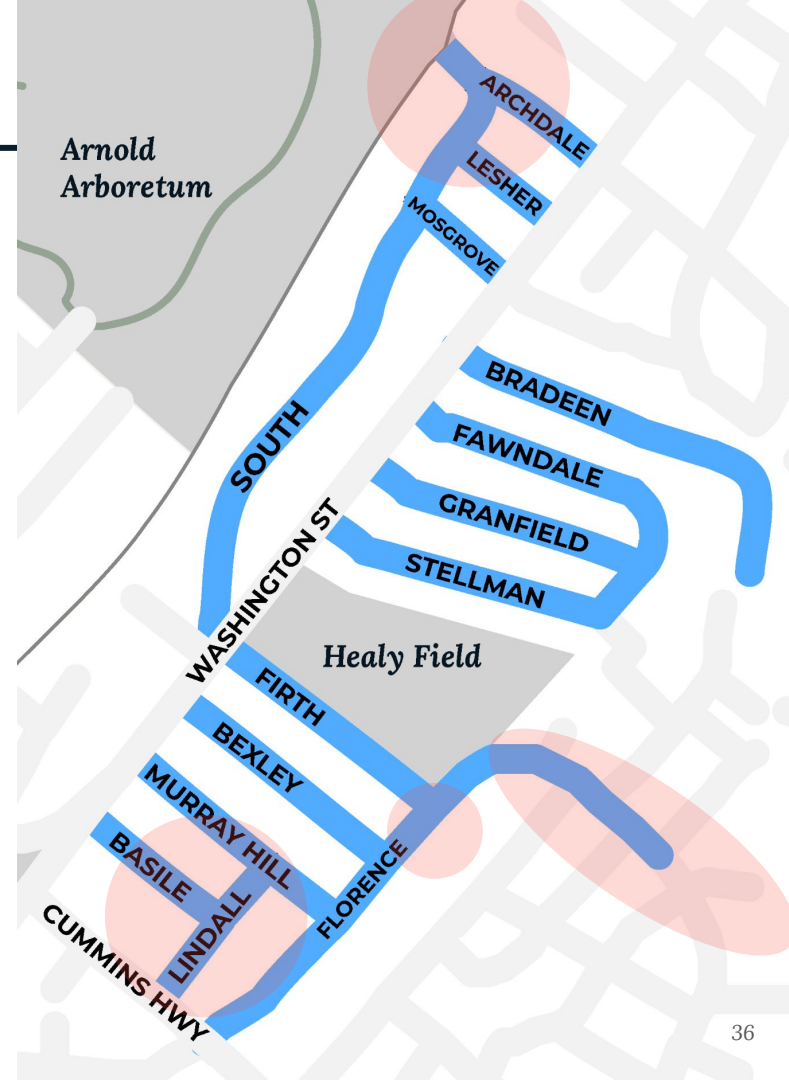 ARCHDALE
Arnold
Arboretum
LESHER
MOSGROVE
BRADEEN
SOUTH
FAWNDALE
GRANFIELD
WASHINGTON ST
STELLMAN
Healy Field
FIRTH
BEXLEY
MURRAY HILL
BASILE
FLORENCE
LINDALL
CUMMINS HWY
36